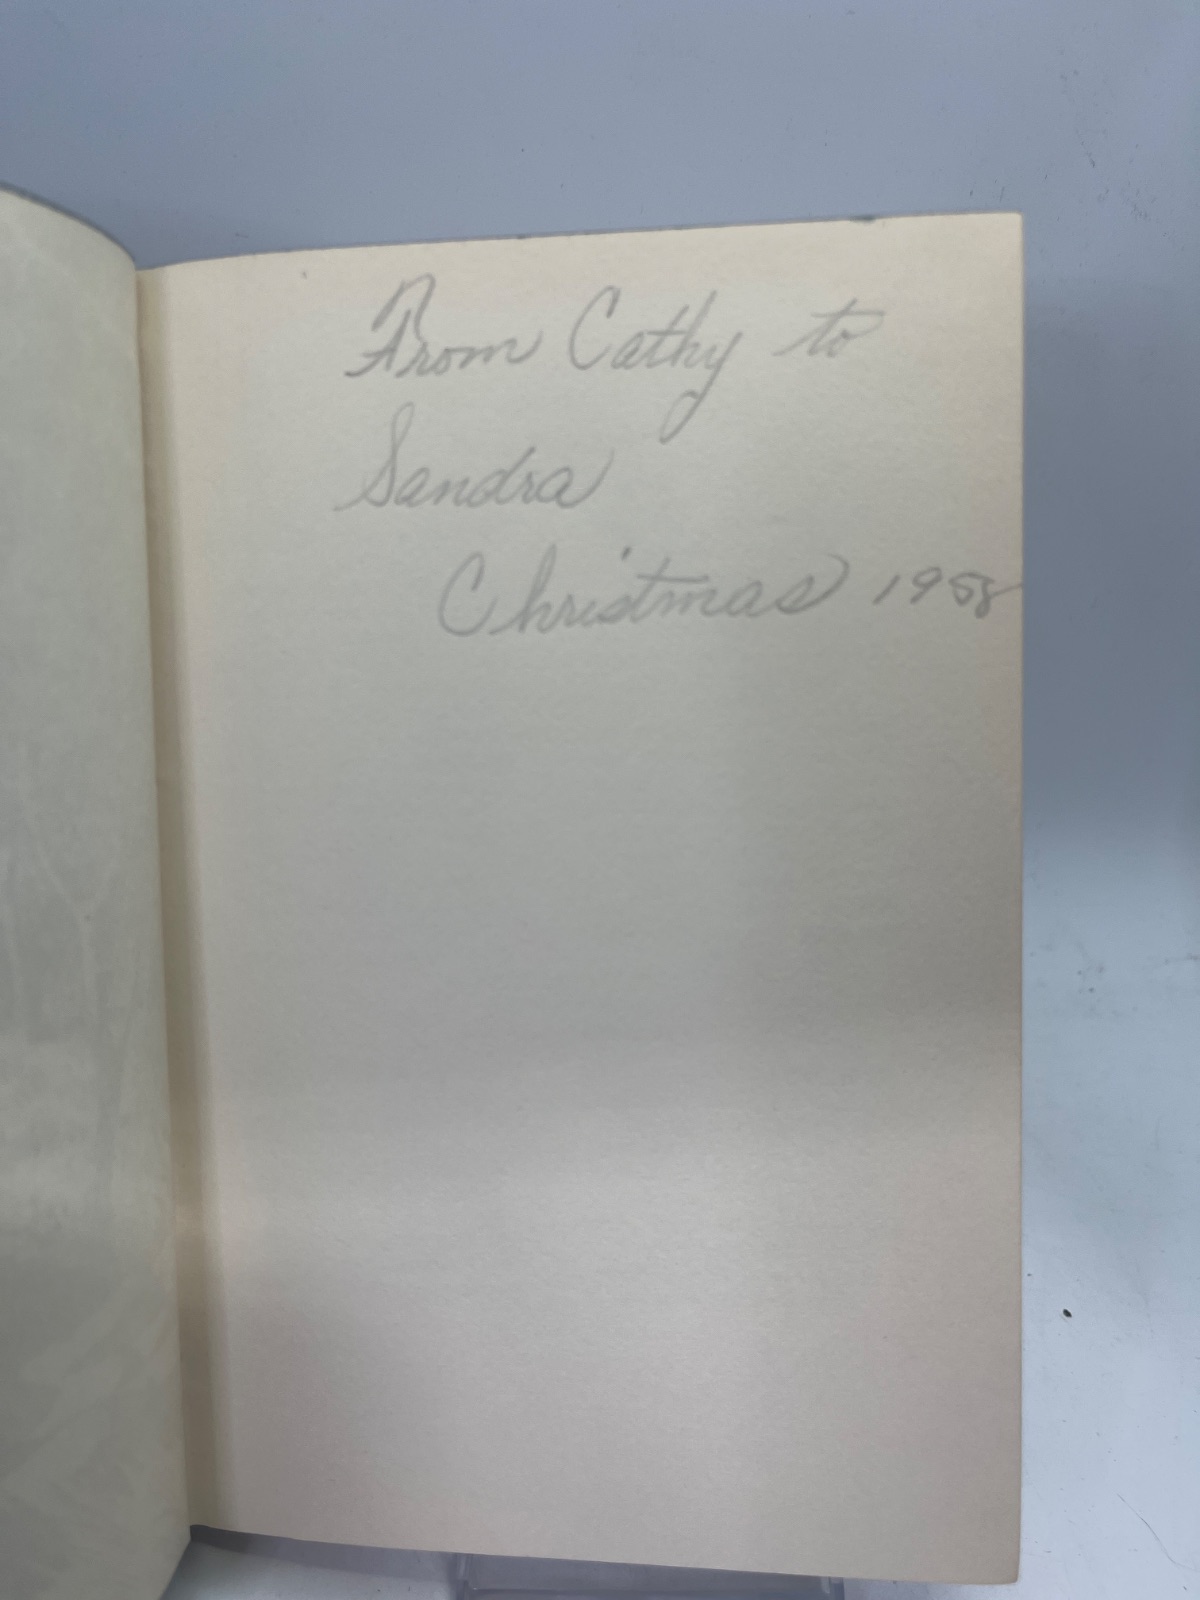 From Cathy to
Sandra
Christmas 1958